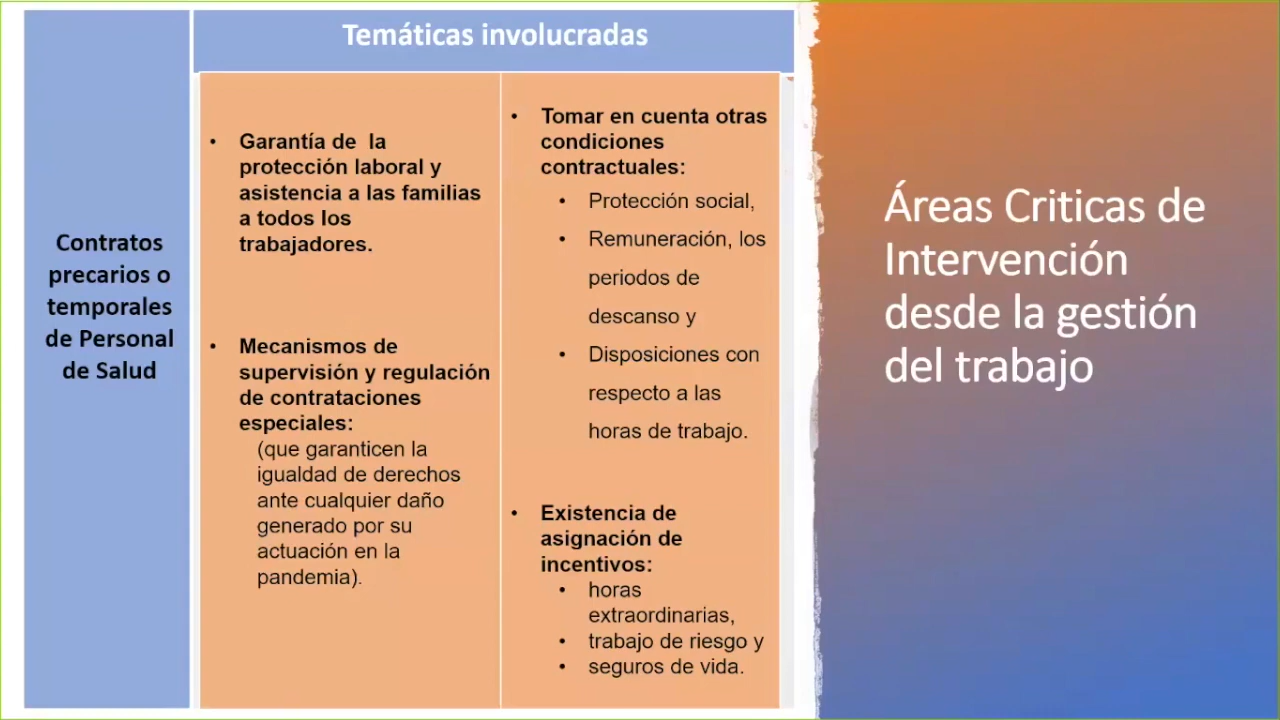 Temáticas involucradas
Contratos
precarios o
temporales
de Personal
de Salud
• Garantía de la
protección laboral y
asistencia a las familias
a todos los
trabajadores.
• Mecanismos de
supervisión y regulación
de contrataciones
especiales:
(que garanticen la
igualdad de derechos
ante cualquier daño
generado por su
actuación en la
pandemia).
• Tomar en cuenta otras
condiciones
contractuales:
• Protección social,
• Remuneración, los
periodos de
descanso y
• Disposiciones con
respecto a las
horas de trabajo.
• Existencia de
asignación de
incentivos:
• horas
extraordinarias,
• trabajo de riesgo y
• seguros de vida.
Áreas Criticas de
Intervención
desde la gestión
del trabajo